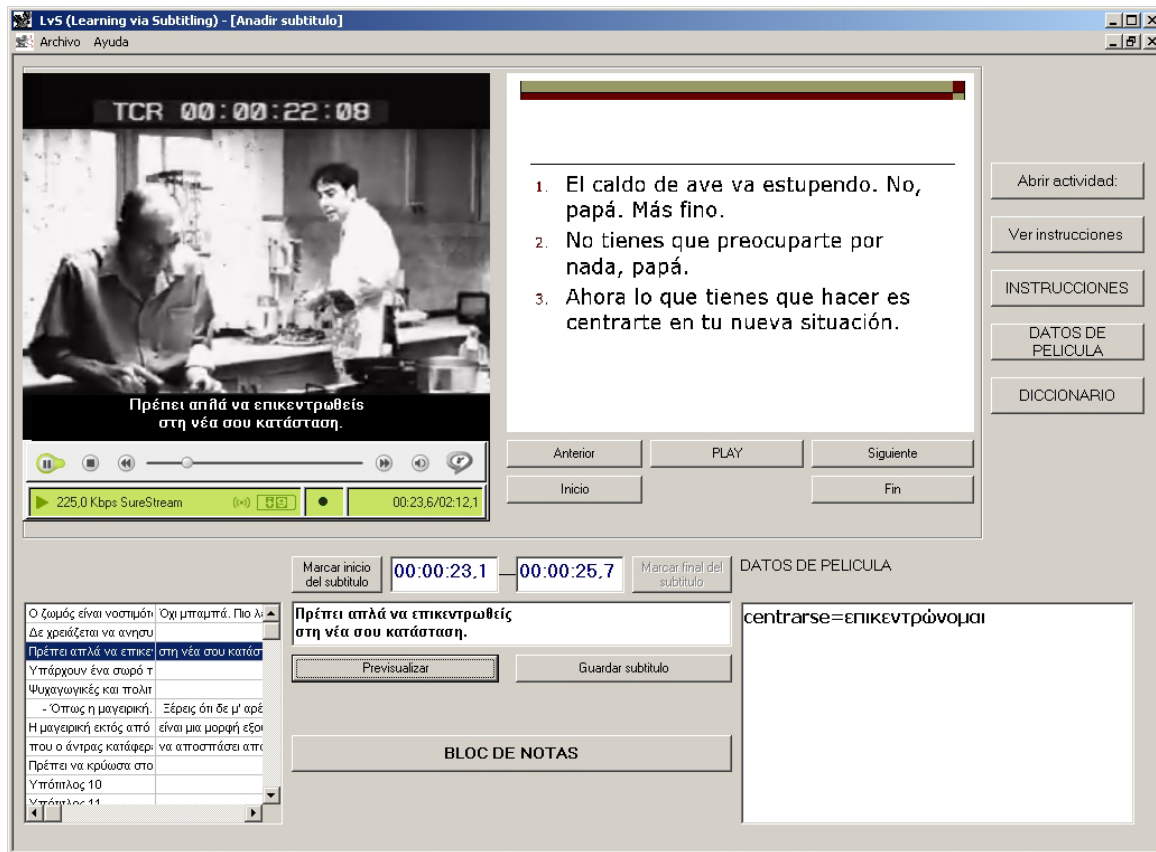 LvS (Learning via Subtitling) - [Anadir subtitulo]
Archivo Ayuda
TCR 00:00:22:08
Πρέπει απλά να επικεντρωθείς
στη νέα σου κατάσταση.
225,0 Kbps SureStream 00:23,6/02:12,1
1. El caldo de ave va estupendo. No,
papá. Más fino.
2. No tienes que preocuparte por
nada, papá.
3. Ahora lo que tienes que hacer es
centrarte en tu nueva situación.
Anterior PLAY Siguiente
Inicio Fin
Abrir actividad:
Ver instrucciones
INSTRUCCIONES
DATOS DE
PELICULA
DICCIONARIO
Marcar inicio
del subtitulo
00:00:23,1 — 00:00:25,7
Marcar final del
subtitulo
DATOS DE PELICULA
Ο ζωμός είναι νοστιμότ Όχι μπαμπά. Πιο λ
Δε χρειάζεται να ανησυ
Πρέπει απλά να επικε στη νέα σου κατάσ
Υπάρχουν ένα σωρό τ
Ψυχαγωγικές και πολιτ
- Όπως η μαγειρική. Ξέρεις ότι δε μ' αρέ
Η μαγειρική εκτός από είναι μια μορφή εξο
που ο άντρας κατάφερ να αποσπάσει απ
Πρέπει να κρύωσα στο
Υπότιτλος 10
Υπότιτλος 11
Πρέπει απλά να επικεντρωθείς
στη νέα σου κατάσταση.
Previsualizar Guardar subtitulo
BLOC DE NOTAS
centrarse=επικεντρώνομαι